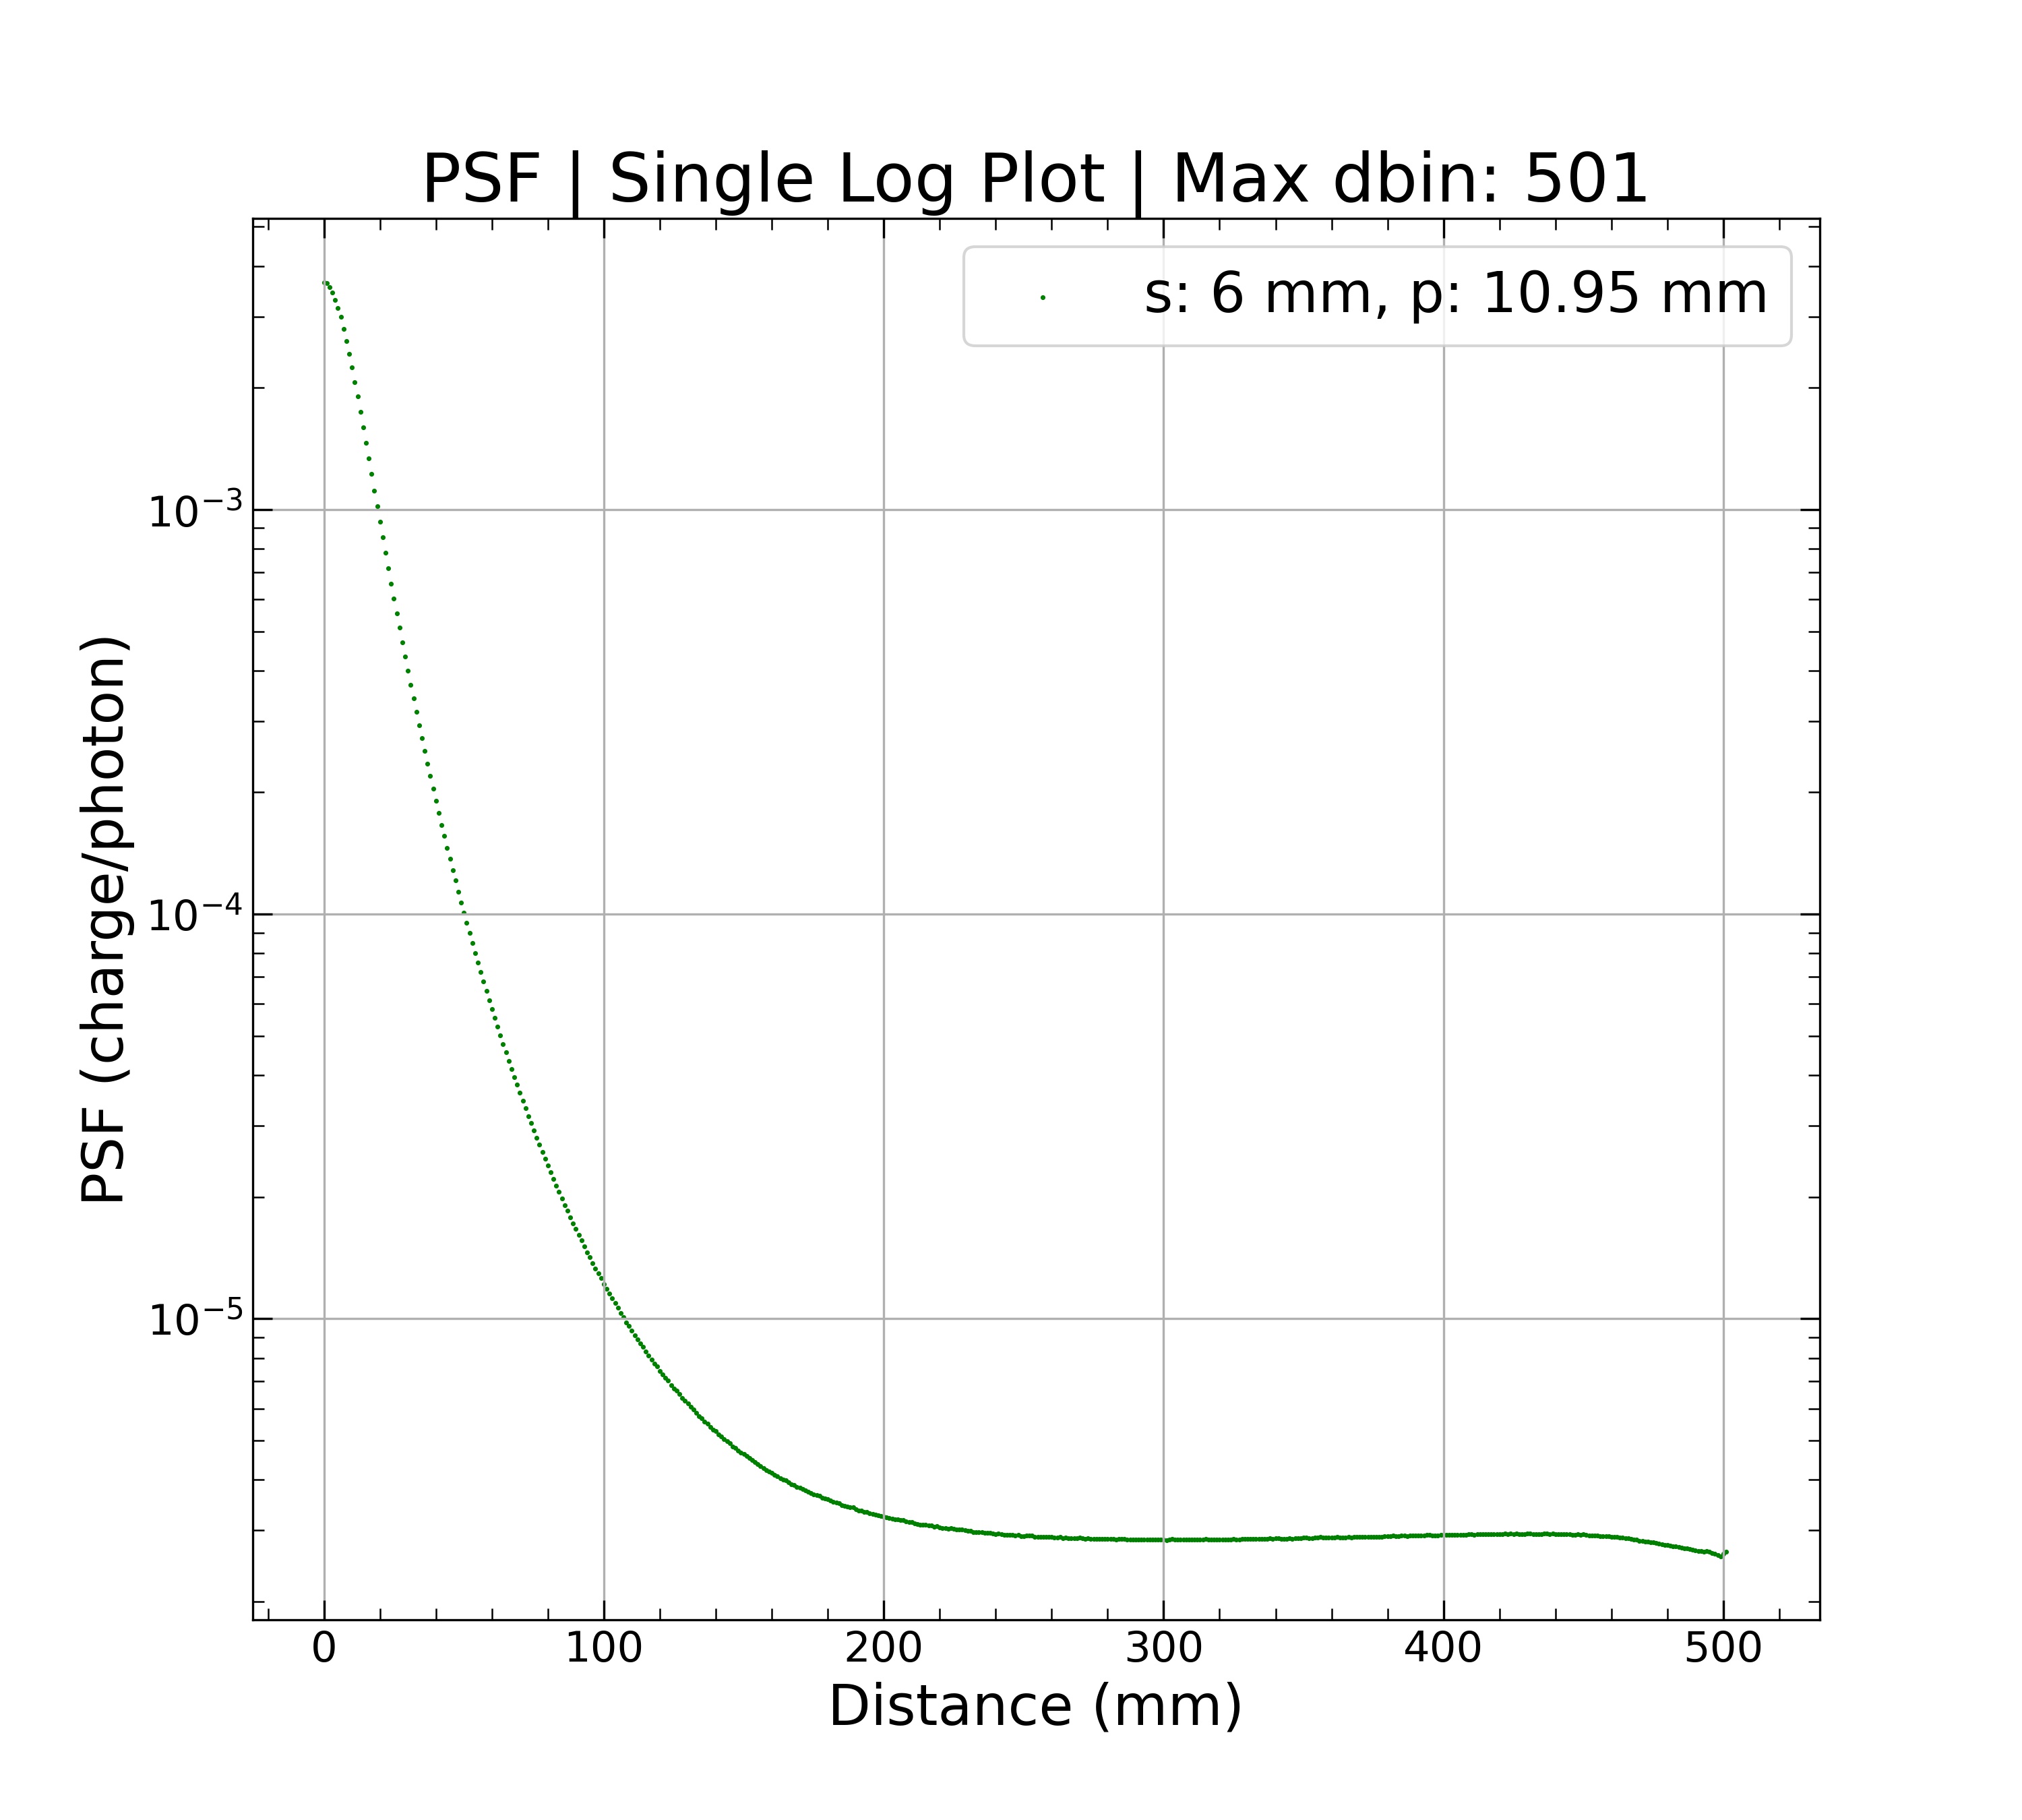 PSF | Single Log Plot | Max dbin: 501
s: 6 mm, p: 10.95 mm
PSF (charge/photon)
10⁻³
10⁻⁴
10⁻⁵
0 100 200 300 400 500
Distance (mm)